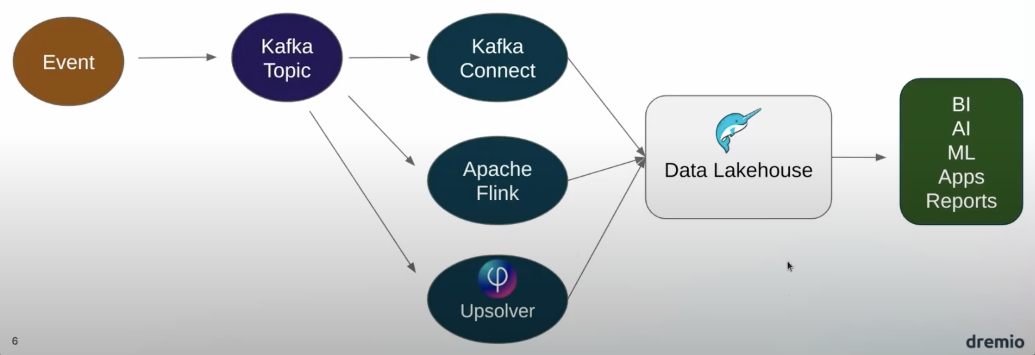 Event
Kafka
Topic
Kafka
Connect
Apache
Flink
φ
Upsolver
Data Lakehouse
BI
AI
ML
Apps
Reports
6
dremio